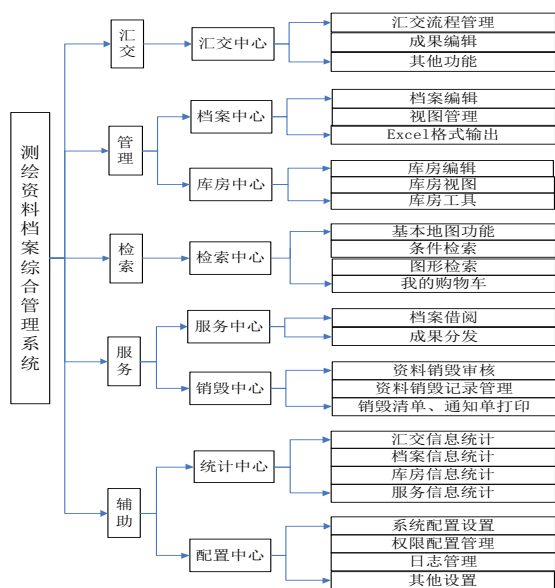 测绘资料档案综合管理系统
汇交
汇交中心
汇交流程管理
成果编辑
其他功能
管理
档案中心
档案编辑
视图管理
Excel格式输出
库房中心
库房编辑
库房视图
库房工具
检索
检索中心
基本地图功能
条件检索
图形检索
我的购物车
服务
服务中心
档案借阅
成果分发
销毁中心
资料销毁审核
资料销毁记录管理
销毁清单、通知单打印
辅助
统计中心
汇交信息统计
档案信息统计
库房信息统计
服务信息统计
配置中心
系统配置设置
权限配置管理
日志管理
其他设置